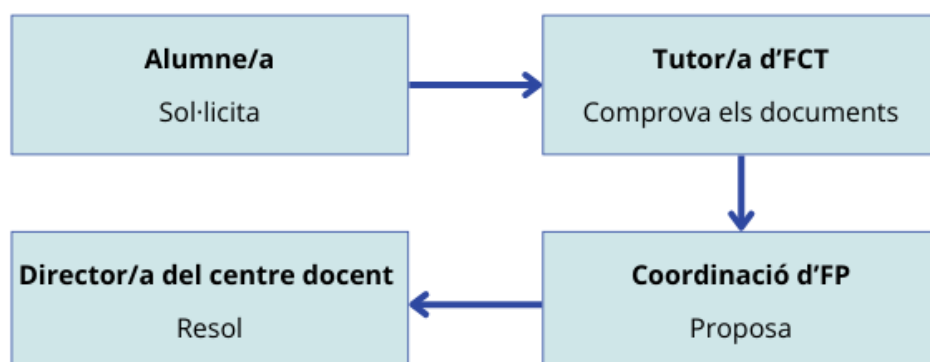 Alumne/a
Sol·licita
Tutor/a d’FCT
Comprova els documents
Coordinació d’FP
Proposa
Director/a del centre docent
Resol